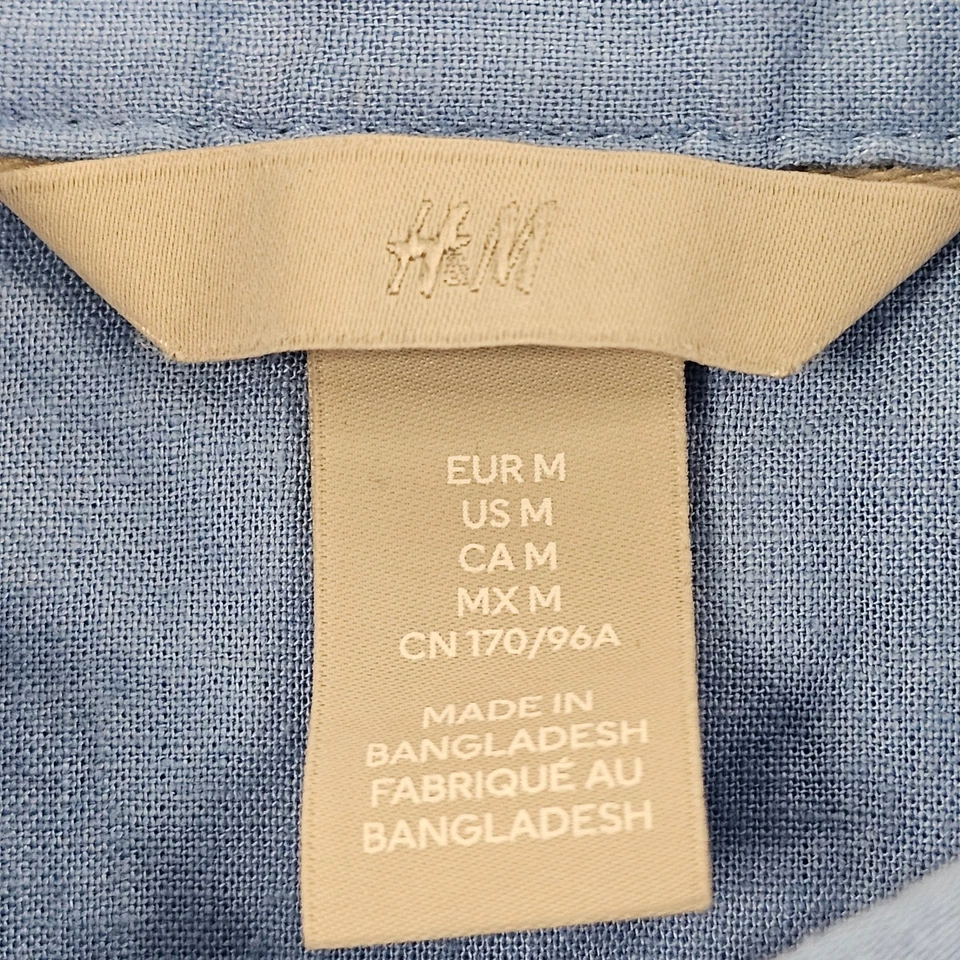 H&M
EUR M
US M
CA M
MX M
CN 170/96A
MADE IN
BANGLADESH
FABRIQUÉ AU
BANGLADESH